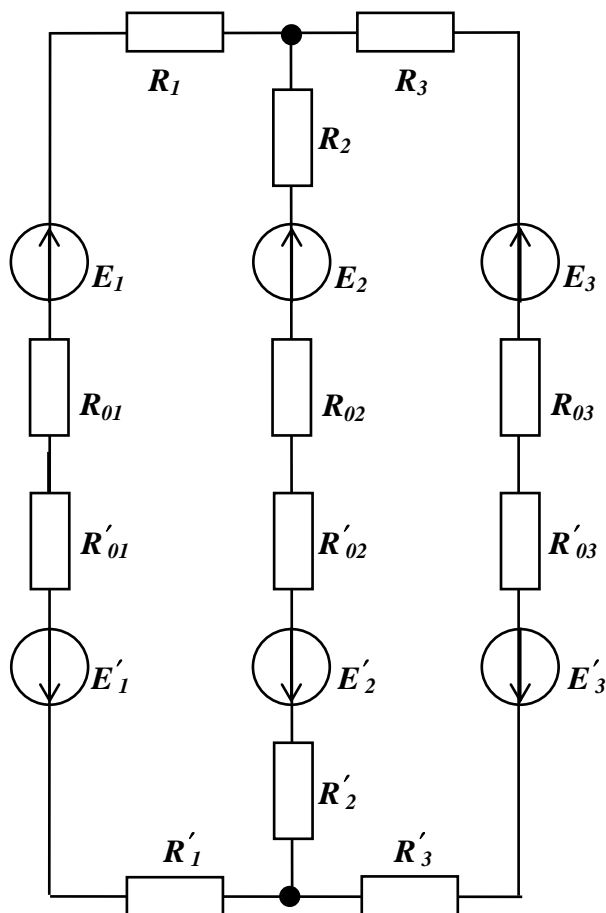 R₁ R₃
R₂
E₁ E₂ E₃
R₀₁ R₀₂ R₀₃
R′₀₁ R′₀₂ R′₀₃
E′₁ E′₂ E′₃
R′₂
R′₁ R′₃